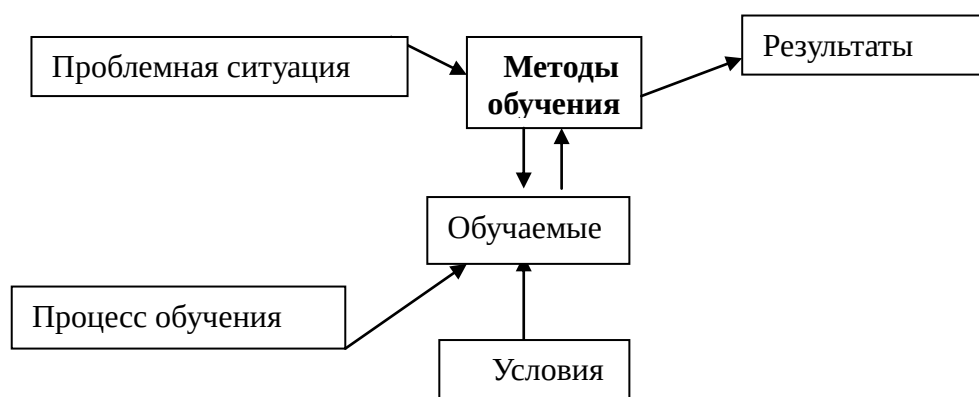 Проблемная ситуация
Методы
обучения
Результаты
Обучаемые
Процесс обучения
Условия